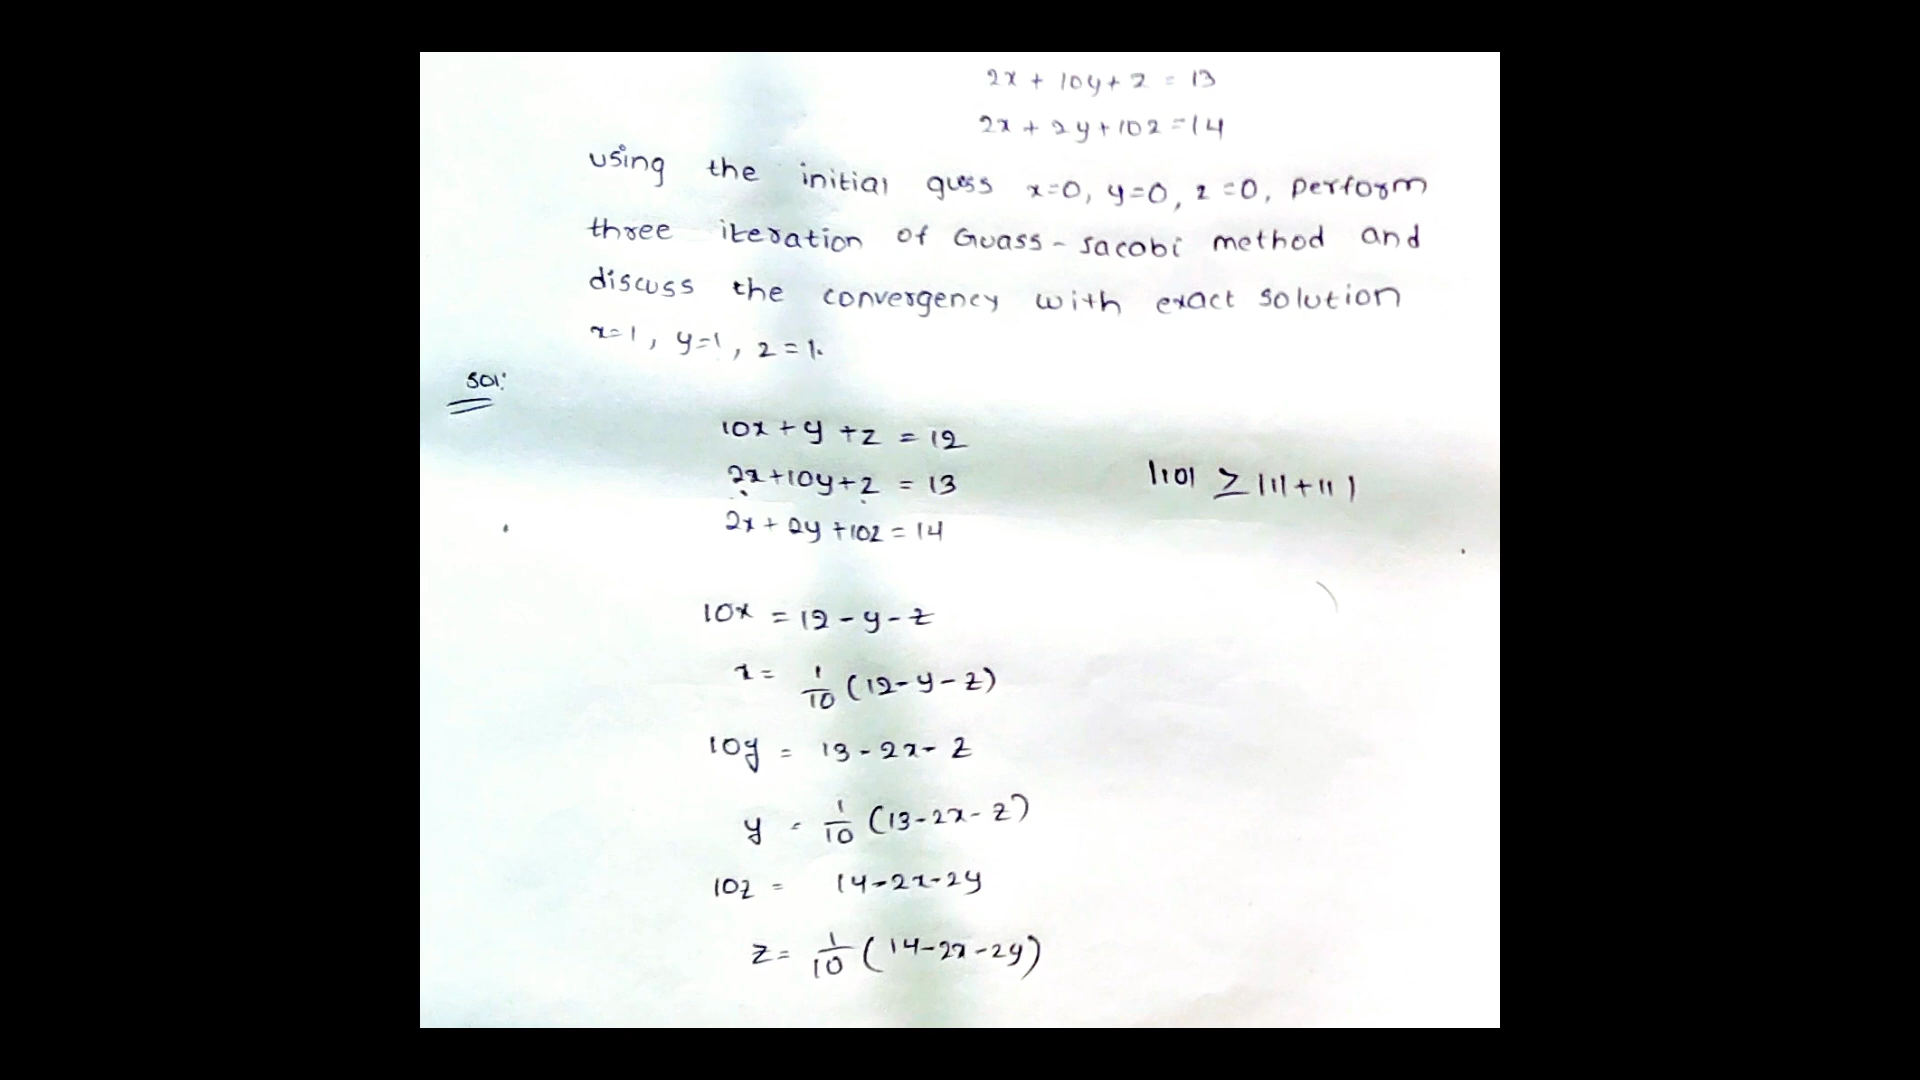 2x + 10y + z = 13
2x + 2y + 10z = 14
using the initial guess x=0, y=0, z=0, perform
three iteration of Guass - Jacobi method and
discuss the convergency with exact solution
x=1, y=1, z=1.
Sol:
10x + y + z = 12
2x + 10y + z = 13
|10| ≥ |1|+|1|
2x + 2y + 10z = 14
10x = 12 - y - z
x = 1/10 (12 - y - z)
10y = 13 - 2x - z
y = 1/10 (13 - 2x - z)
10z = 14 - 2x - 2y
z = 1/10 (14 - 2x - 2y)